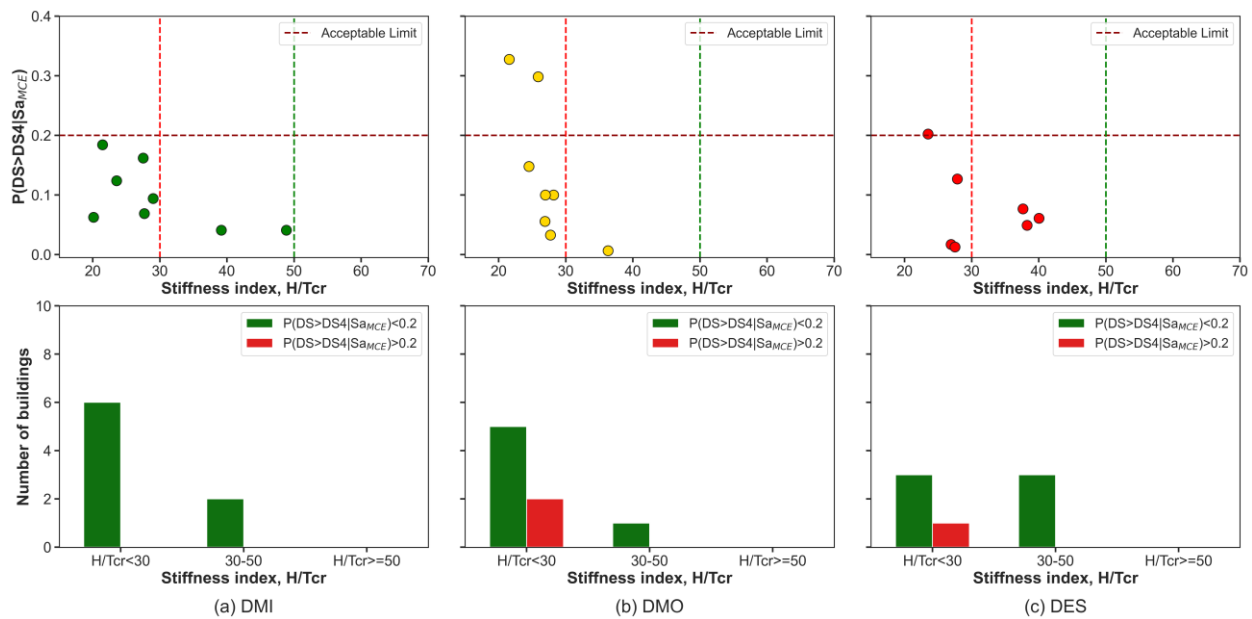 0.4
0.3
0.2
0.1
0.0
P(DS>DS4|Sa_MCE)
Acceptable Limit
20 30 40 50 60 70
Stiffness index, H/Tcr
Acceptable Limit
20 30 40 50 60 70
Stiffness index, H/Tcr
Acceptable Limit
20 30 40 50 60 70
Stiffness index, H/Tcr
10
8
6
4
2
0
Number of buildings
P(DS>DS4|Sa_MCE)<0.2
P(DS>DS4|Sa_MCE)>0.2
H/Tcr<30 30-50 H/Tcr>=50
Stiffness index, H/Tcr
(a) DMI
P(DS>DS4|Sa_MCE)<0.2
P(DS>DS4|Sa_MCE)>0.2
H/Tcr<30 30-50 H/Tcr>=50
Stiffness index, H/Tcr
(b) DMO
P(DS>DS4|Sa_MCE)<0.2
P(DS>DS4|Sa_MCE)>0.2
H/Tcr<30 30-50 H/Tcr>=50
Stiffness index, H/Tcr
(c) DES